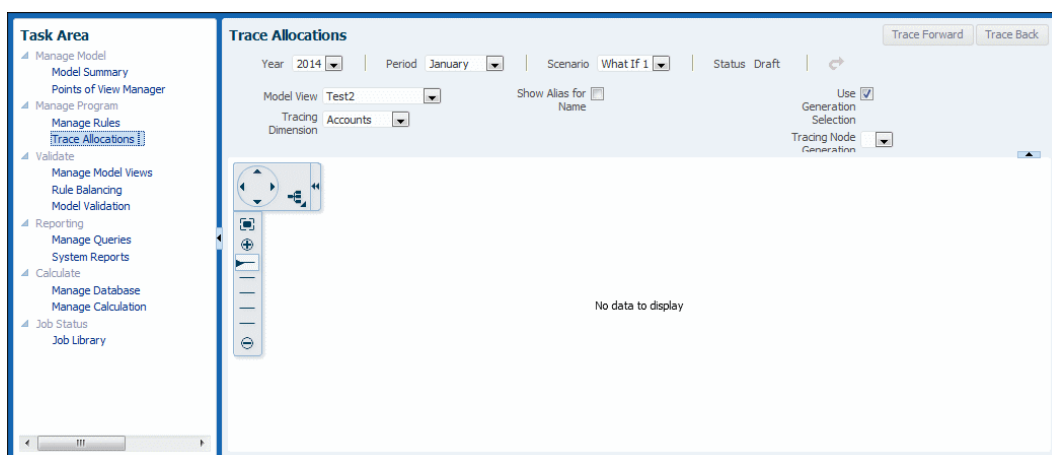 Task Area
Manage Model
Model Summary
Points of View Manager
Manage Program
Manage Rules
Trace Allocations
Validate
Manage Model Views
Rule Balancing
Model Validation
Reporting
Manage Queries
System Reports
Calculate
Manage Database
Manage Calculation
Job Status
Job Library
Trace Allocations
Trace Forward Trace Back
Year 2014 Period January Scenario What If 1 Status Draft
Model View Test2
Tracing
Dimension Accounts
Show Alias for
Name
Use
Generation
Selection
Tracing Node
Generation
No data to display